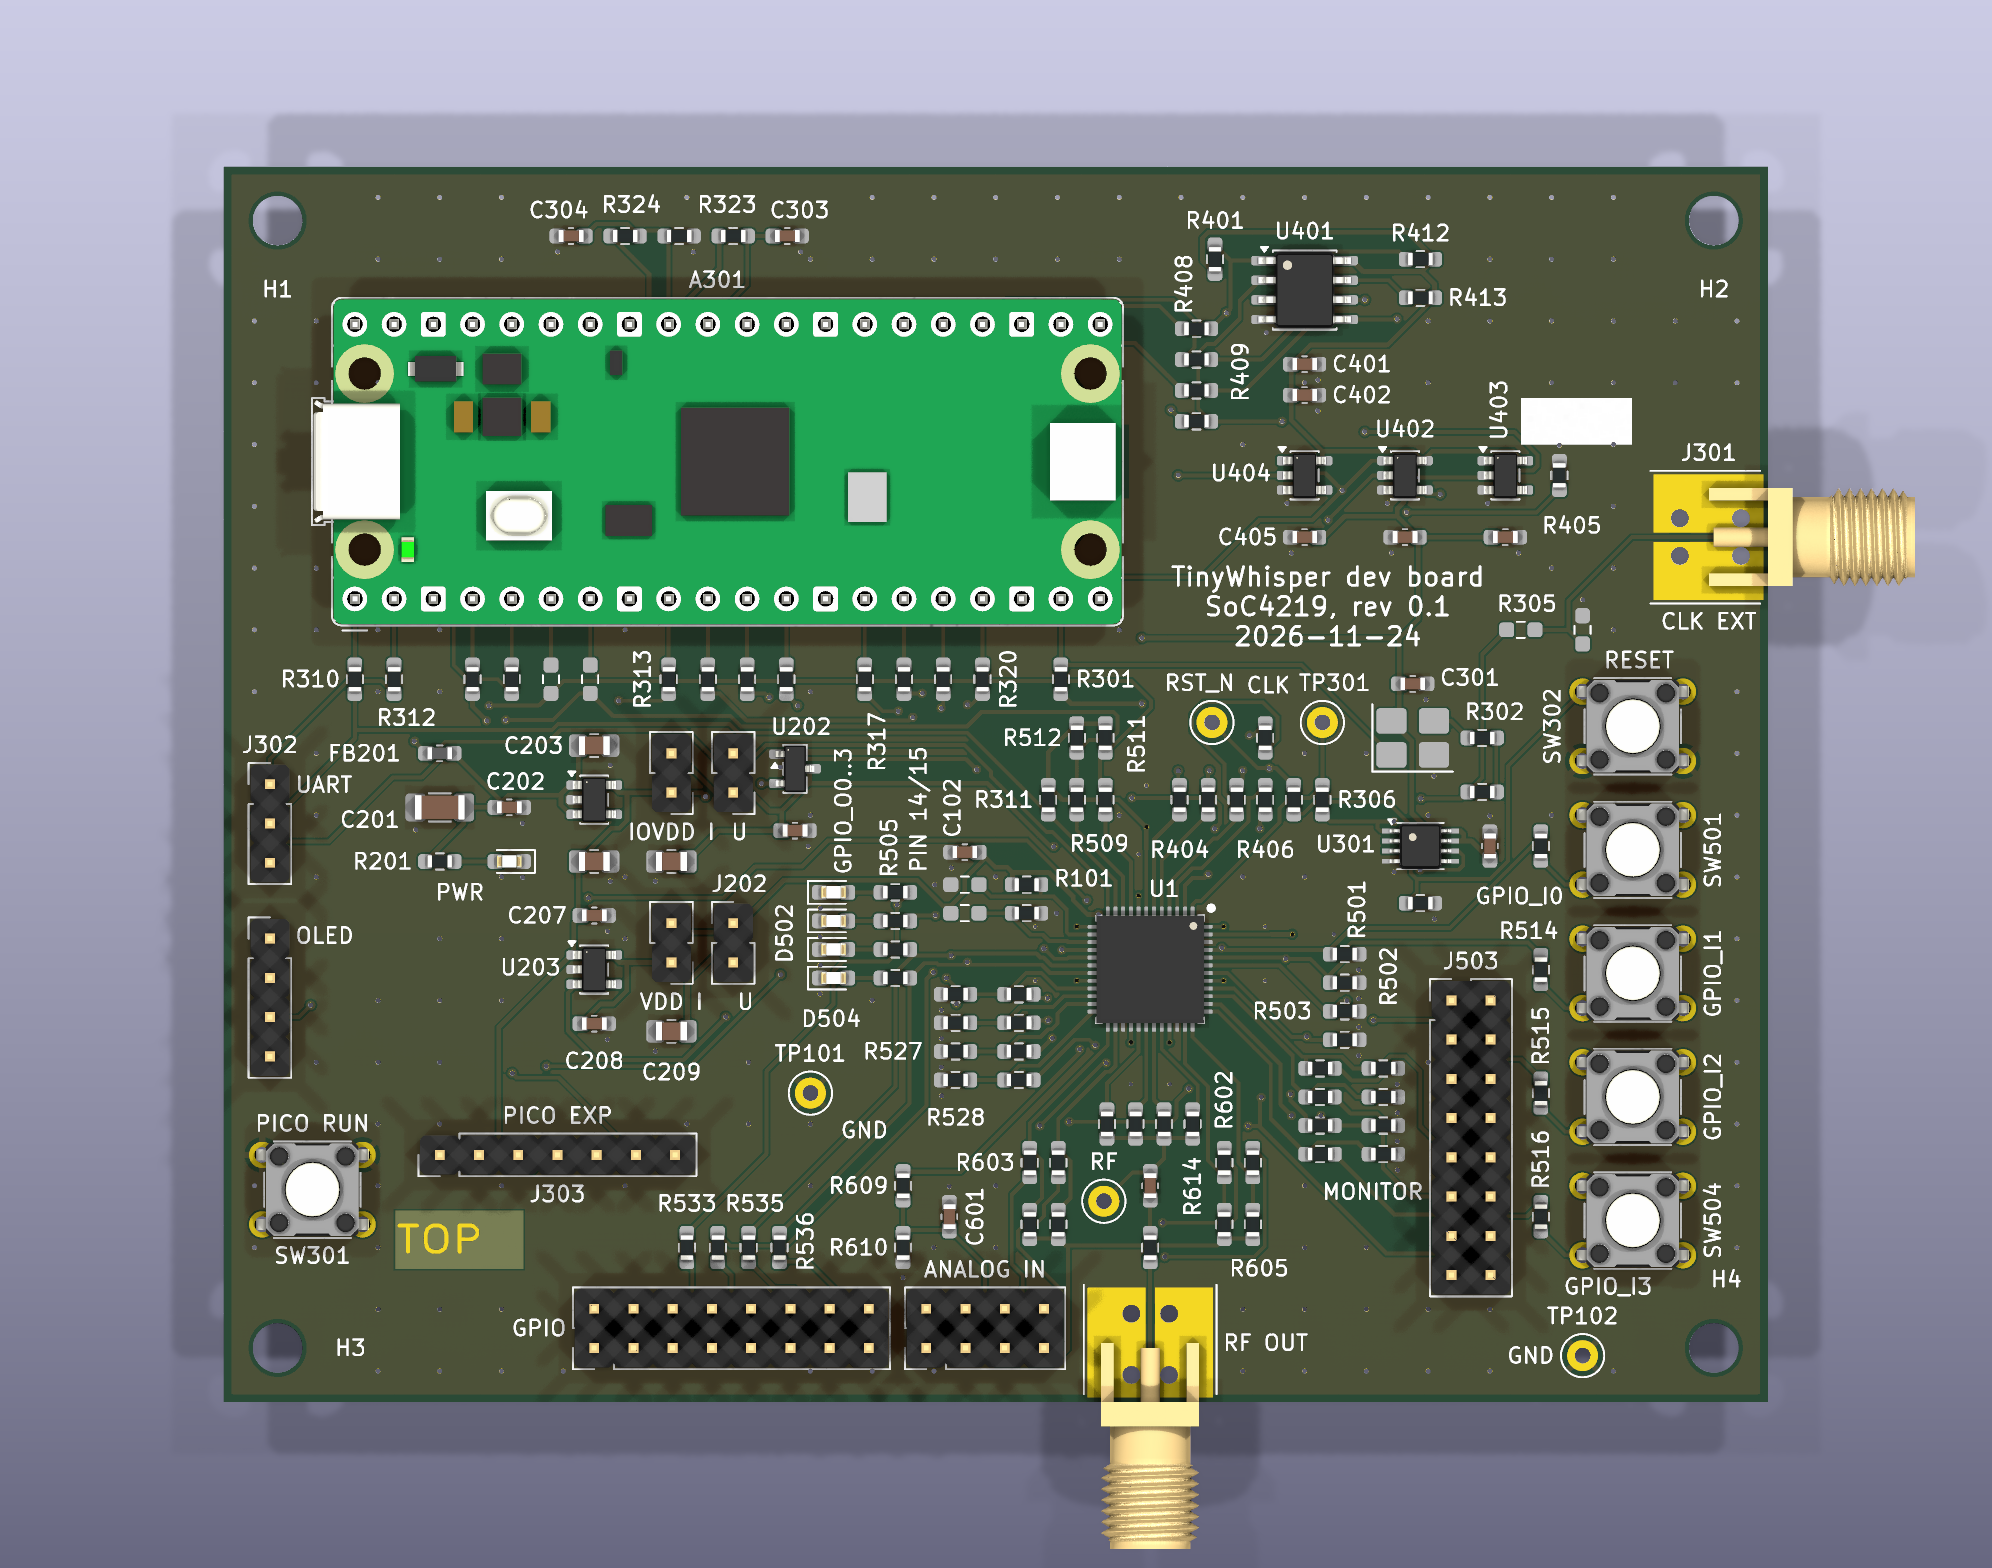 C304
R324
R323
C303
R401
U401
R412
H1
A301
R408
R413
H2
R409
C401
C402
U403
U402
J301
U404
C405
R405
TinyWhisper dev board
SoC4219, rev 0.1
2026-11-24
R305
CLK EXT
RESET
R310
R313
R320
R301
RST_N
CLK
TP301
C301
R312
R302
SW302
J302
FB201
C203
U202
R317
R512
R511
UART
C202
GPIO_O0..3
PIN 14/15
C201
IOVDD
I
U
R505
C102
R311
R306
R509
R404
R406
U301
SW501
R201
PWR
J202
R101
U1
GPIO_I0
C207
D502
R501
R514
OLED
U203
J503
R502
GPIO_I1
VDD
I
U
D504
R503
R515
C208
C209
TP101
R527
GPIO_I2
PICO RUN
PICO EXP
GND
R528
R602
R603
RF
R516
J303
R609
R614
MONITOR
R533
R535
C601
SW504
TOP
SW301
R536
R610
ANALOG IN
R605
GPIO_I3
H4
GPIO
RF OUT
TP102
H3
GND